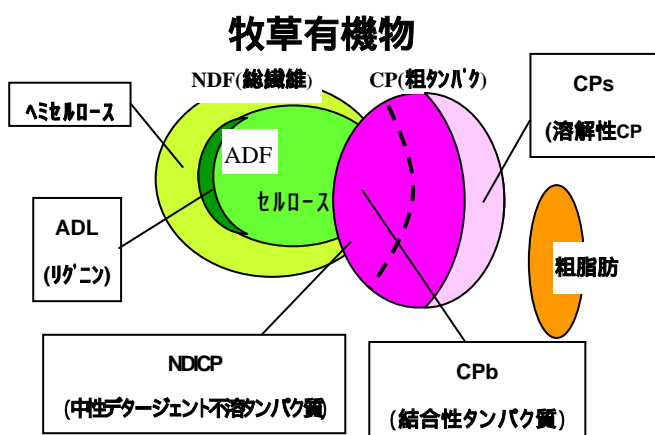 牧草有機物
NDF(総繊維)
CP(粗ﾀﾝﾊﾟｸ)
CPs
(溶解性CP
ﾍﾐｾﾙﾛｰｽ
ADF
ｾﾙﾛｰｽ
ADL
(ﾘｸﾞﾆﾝ)
粗脂肪
NDICP
(中性ﾃﾞﾀｰｼﾞｪﾝﾄ不溶ﾀﾝﾊﾟｸ質)
CPb
(結合性ﾀﾝﾊﾟｸ質)